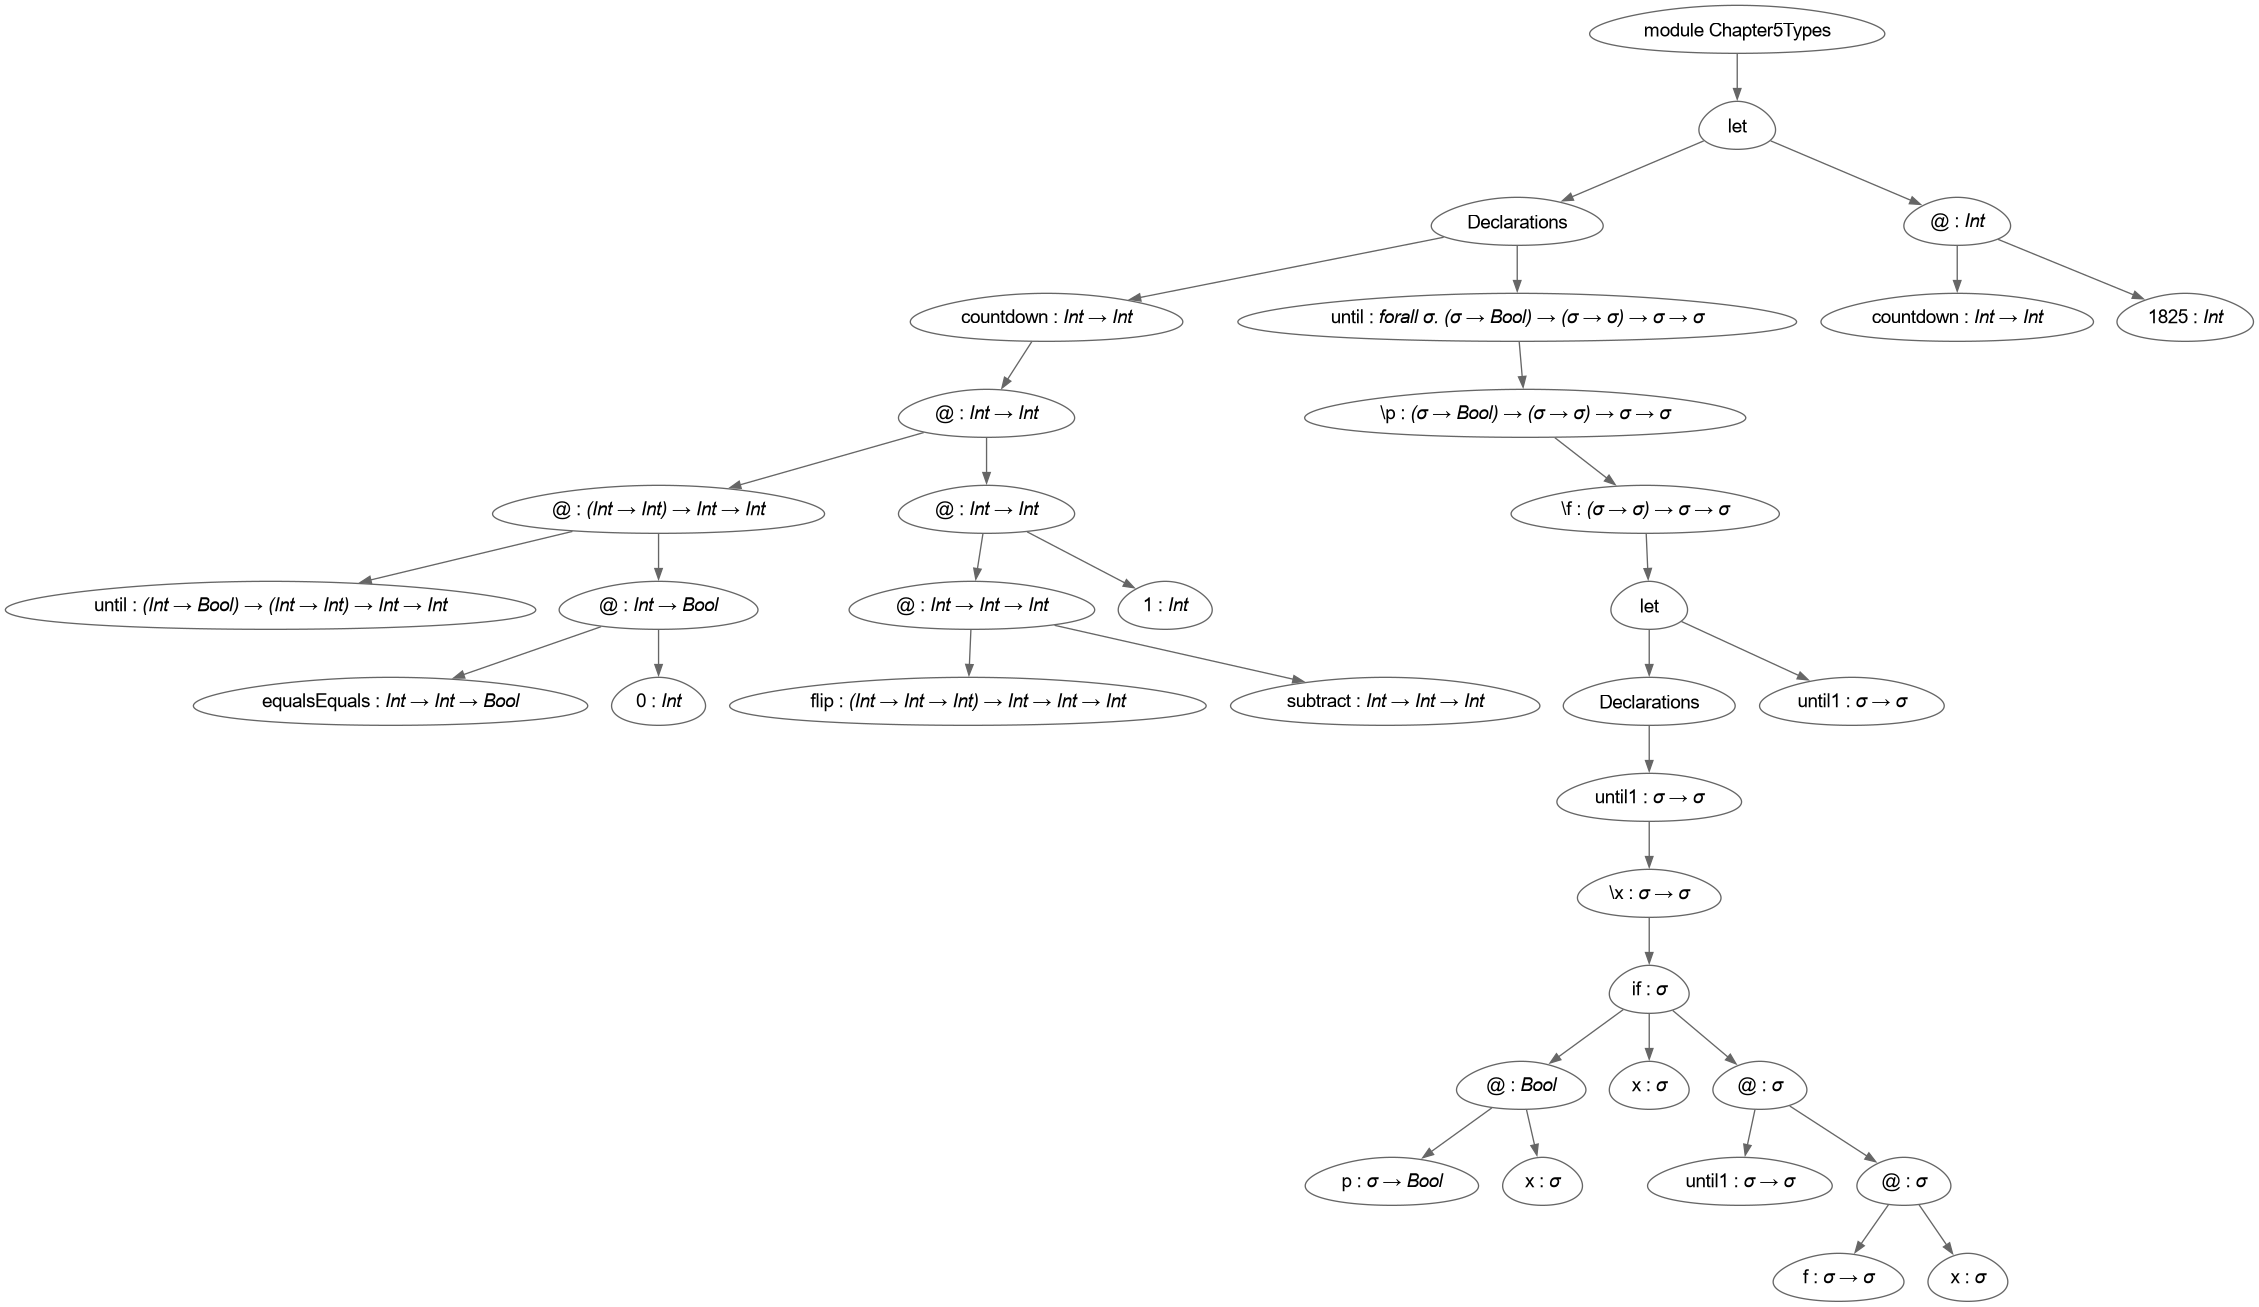 module Chapter5Types
let
Declarations
@ : Int
countdown : Int → Int
until : forall σ. (σ → Bool) → (σ → σ) → σ → σ
countdown : Int → Int
1825 : Int
@ : Int → Int
\p : (σ → Bool) → (σ → σ) → σ → σ
@ : (Int → Int) → Int → Int
@ : Int → Int
\f : (σ → σ) → σ → σ
until : (Int → Bool) → (Int → Int) → Int → Int
@ : Int → Bool
@ : Int → Int → Int
1 : Int
let
equalsEquals : Int → Int → Bool
0 : Int
flip : (Int → Int → Int) → Int → Int → Int
subtract : Int → Int → Int
Declarations
until1 : σ → σ
until1 : σ → σ
\x : σ → σ
if : σ
@ : Bool
x : σ
@ : σ
p : σ → Bool
x : σ
until1 : σ → σ
@ : σ
f : σ → σ
x : σ